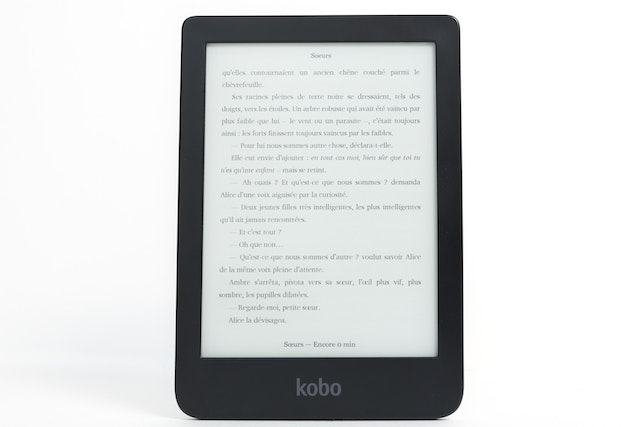 Sœurs
qu'elles contournaient un ancien chêne couché parmi le
chèvrefeuille.
Ses racines pleines de terre noire se dressaient, tels des
doigts, vers les étoiles. Un arbre robuste qui avait été vaincu par
plus faible que lui – le vent ou un parasite –, c'était toujours
ainsi : les forts finissent toujours vaincus par les faibles.
— Pour lui nous sommes autre chose, déclara-t-elle.
Elle eut envie d'ajouter : en tout cas moi, bien sûr que toi tu
n'es qu'une enfant – mais se retint.
— Ah ouais ? Et qu'est-ce que nous sommes ? demanda
Alice d'une voix aiguisée par la curiosité.
— Deux jeunes filles très intelligentes, les plus intelligentes
qu'il ait jamais rencontrées.
— Et c'est tout ?
— Oh que non…
— Qu'est-ce que nous sommes d'autre ? voulut savoir Alice
de la même voix pleine d'attente.
Ambre s'arrêta, pivota vers sa sœur, l'œil plus vif, plus
sombre, les pupilles dilatées.
— Regarde-moi, petite sœur.
Alice la dévisagea.
Sœurs — Encore 0 min
kobo